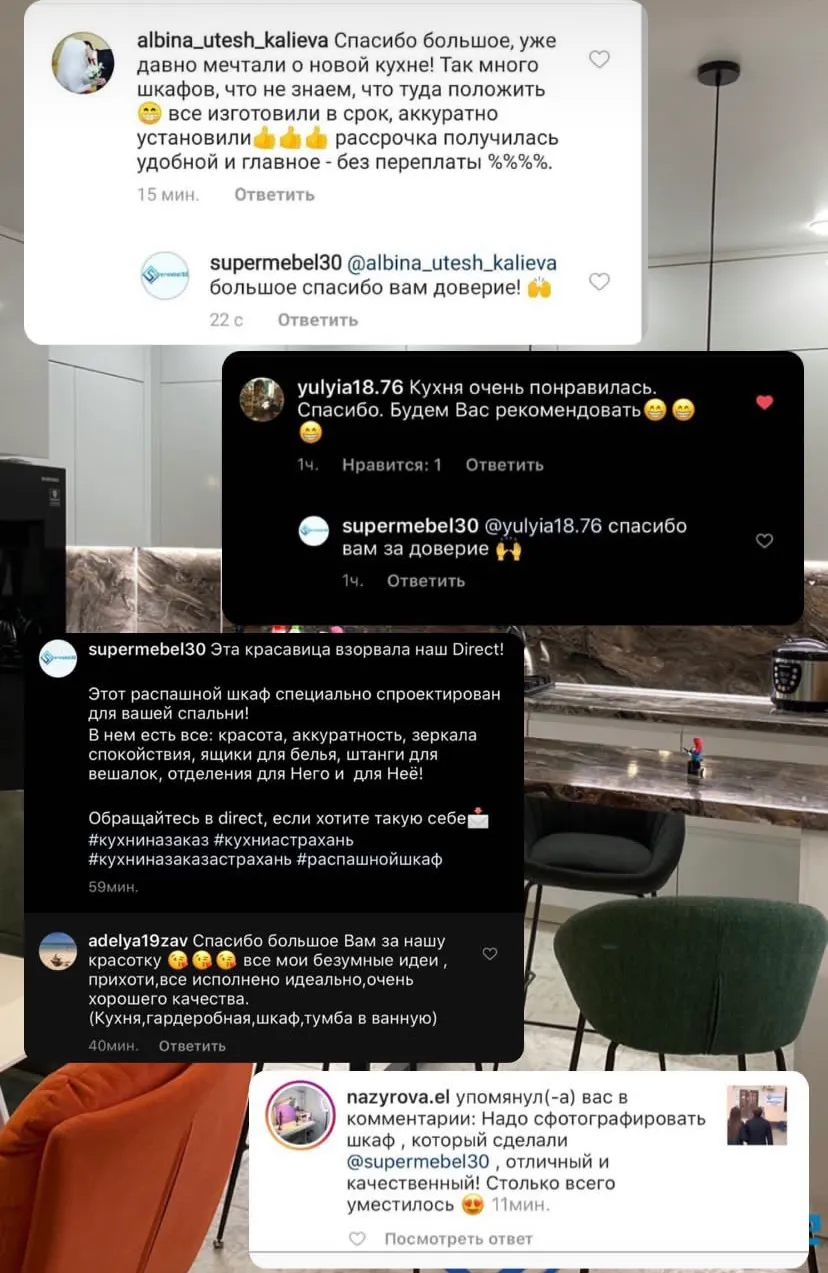 albina_utesh_kalieva Спасибо большое, уже
давно мечтали о новой кухне! Так много
шкафов, что не знаем, что туда положить
😁 все изготовили в срок, аккуратно
установили👍👍👍 рассрочка получилась
удобной и главное - без переплаты %%%%.
15 мин. Ответить
supermebel30 @albina_utesh_kalieva
большое спасибо вам доверие! 🙌
22 с Ответить
yulyia18.76 Кухня очень понравилась.
Спасибо. Будем Вас рекомендовать😁😁
😁
1ч. Нравится: 1 Ответить
supermebel30 @yulyia18.76 спасибо
вам за доверие 🙌
1ч. Ответить
supermebel30 Эта красавица взорвала наш Direct!
Этот распашной шкаф специально спроектирован
для вашей спальни!
В нем есть все: красота, аккуратность, зеркала
спокойствия, ящики для белья, штанги для
вешалок, отделения для Него и для Неё!
Обращайтесь в direct, если хотите такую себе📩
#кухниназаказ #кухниастрахань
#кухниназаказастрахань #распашнойшкаф
59мин.
adelya19zav Спасибо большое Вам за нашу
красотку 😘😘😘 все мои безумные идеи ,
прихоти,все исполнено идеально,очень
хорошего качества.
(Кухня,гардеробная,шкаф,тумба в ванную)
40мин. Ответить
nazyrova.el упомянул(-а) вас в
комментарии: Надо сфотографировать
шкаф , который сделали
@supermebel30 , отличный и
качественный! Столько всего
уместилось 😍 11мин.
Посмотреть ответ